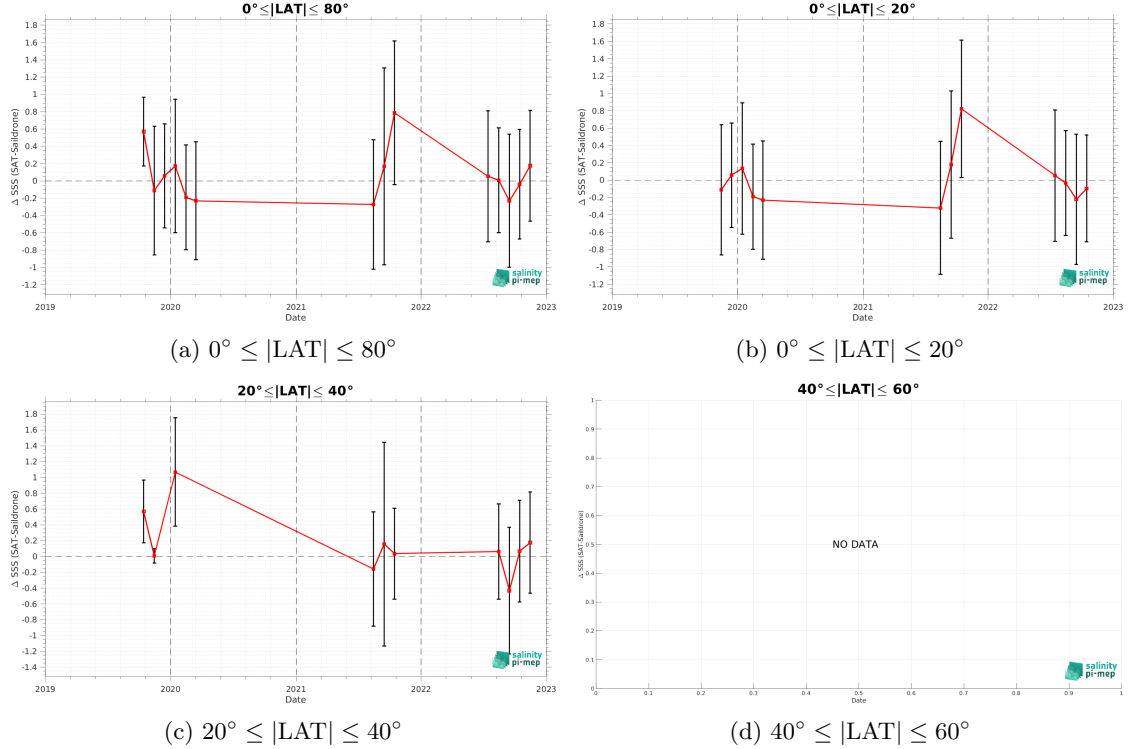 0°≤|LAT|≤ 80°
Δ SSS (SAT-Saildrone)
1.8
1.6
1.4
1.2
1
0.8
0.6
0.4
0.2
0
-0.2
-0.4
-0.6
-0.8
-1
-1.2
2019 2020 2021 2022 2023
Date
salinity
pi-mep
(a) 0° ≤ |LAT| ≤ 80°
0°≤|LAT|≤ 20°
Δ SSS (SAT-Saildrone)
1.8
1.6
1.4
1.2
1
0.8
0.6
0.4
0.2
0
-0.2
-0.4
-0.6
-0.8
-1
-1.2
2019 2020 2021 2022 2023
Date
salinity
pi-mep
(b) 0° ≤ |LAT| ≤ 20°
20°≤|LAT|≤ 40°
Δ SSS (SAT-Saildrone)
1.8
1.6
1.4
1.2
1
0.8
0.6
0.4
0.2
0
-0.2
-0.4
-0.6
-0.8
-1
-1.2
-1.4
2019 2020 2021 2022 2023
Date
salinity
pi-mep
(c) 20° ≤ |LAT| ≤ 40°
40°≤|LAT|≤ 60°
Δ SSS (SAT-Saildrone)
1
0.9
0.8
0.7
0.6
0.5
0.4
0.3
0.2
0.1
0
NO DATA
0 0.1 0.2 0.3 0.4 0.5 0.6 0.7 0.8 0.9 1
Date
salinity
pi-mep
(d) 40° ≤ |LAT| ≤ 60°